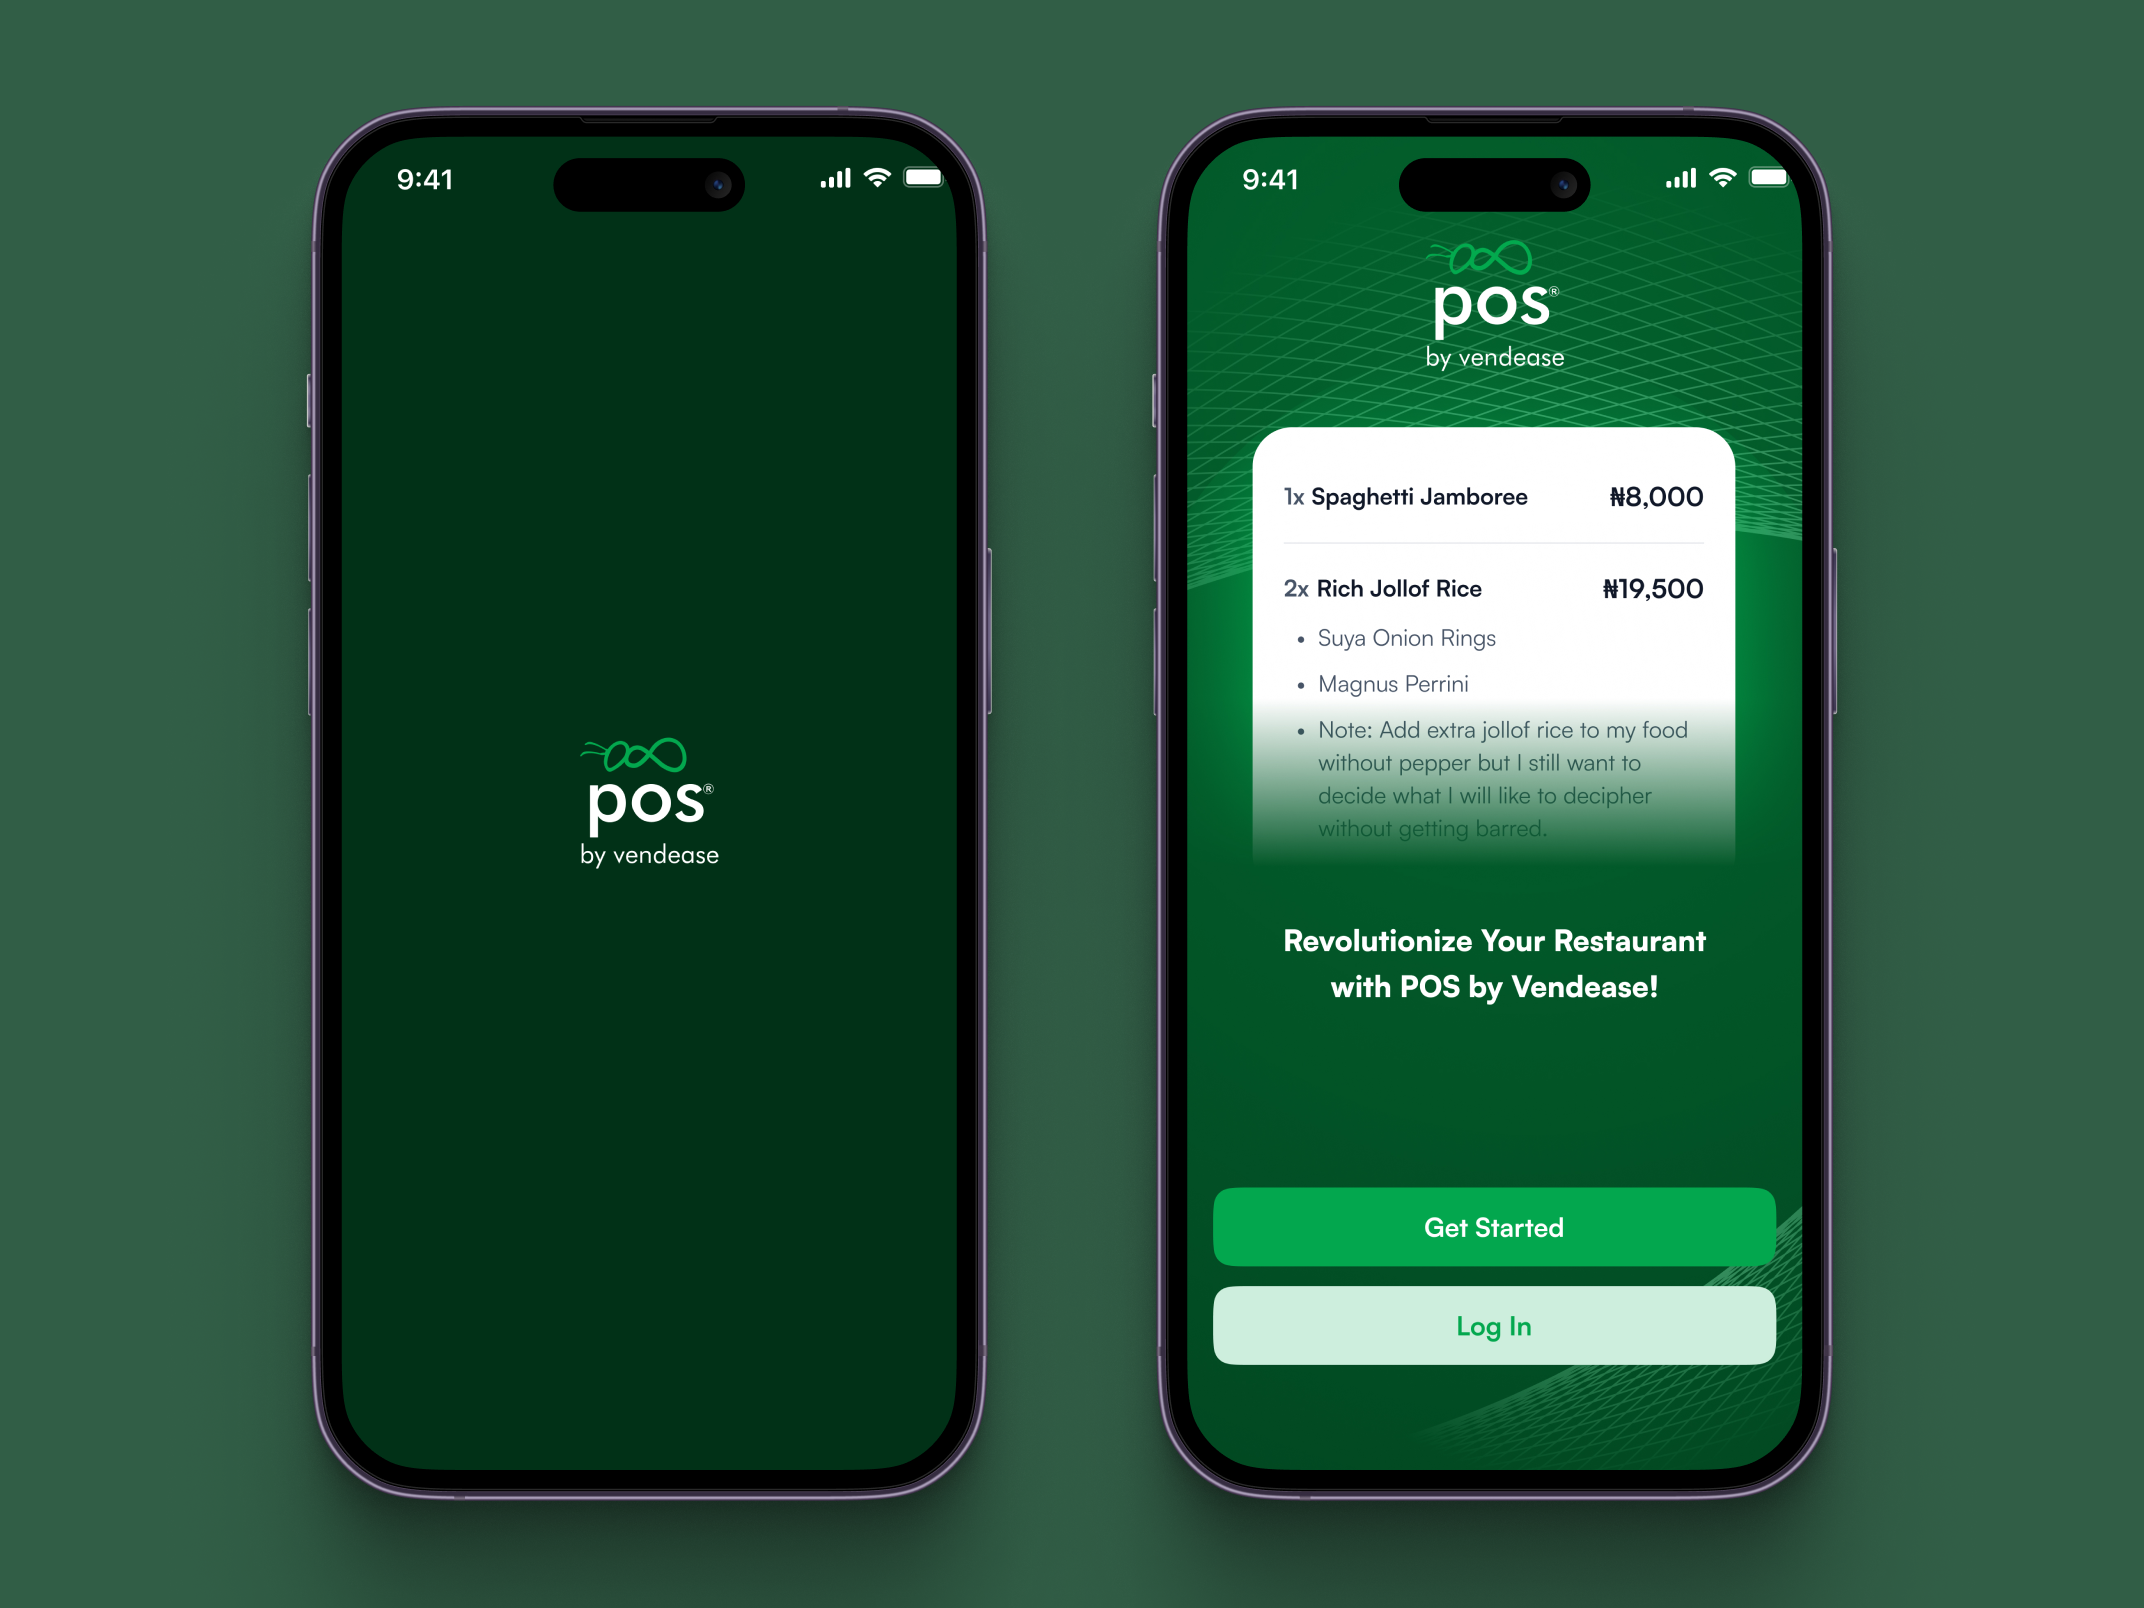 9:41
pos®
by vendease
9:41
pos®
by vendease
1x Spaghetti Jamboree ₦8,000
2x Rich Jollof Rice ₦19,500
• Suya Onion Rings
• Magnus Perrini
• Note: Add extra jollof rice to my food
without pepper but I still want to
decide what I will like to decipher
without getting barred.
Revolutionize Your Restaurant
with POS by Vendease!
Get Started
Log In